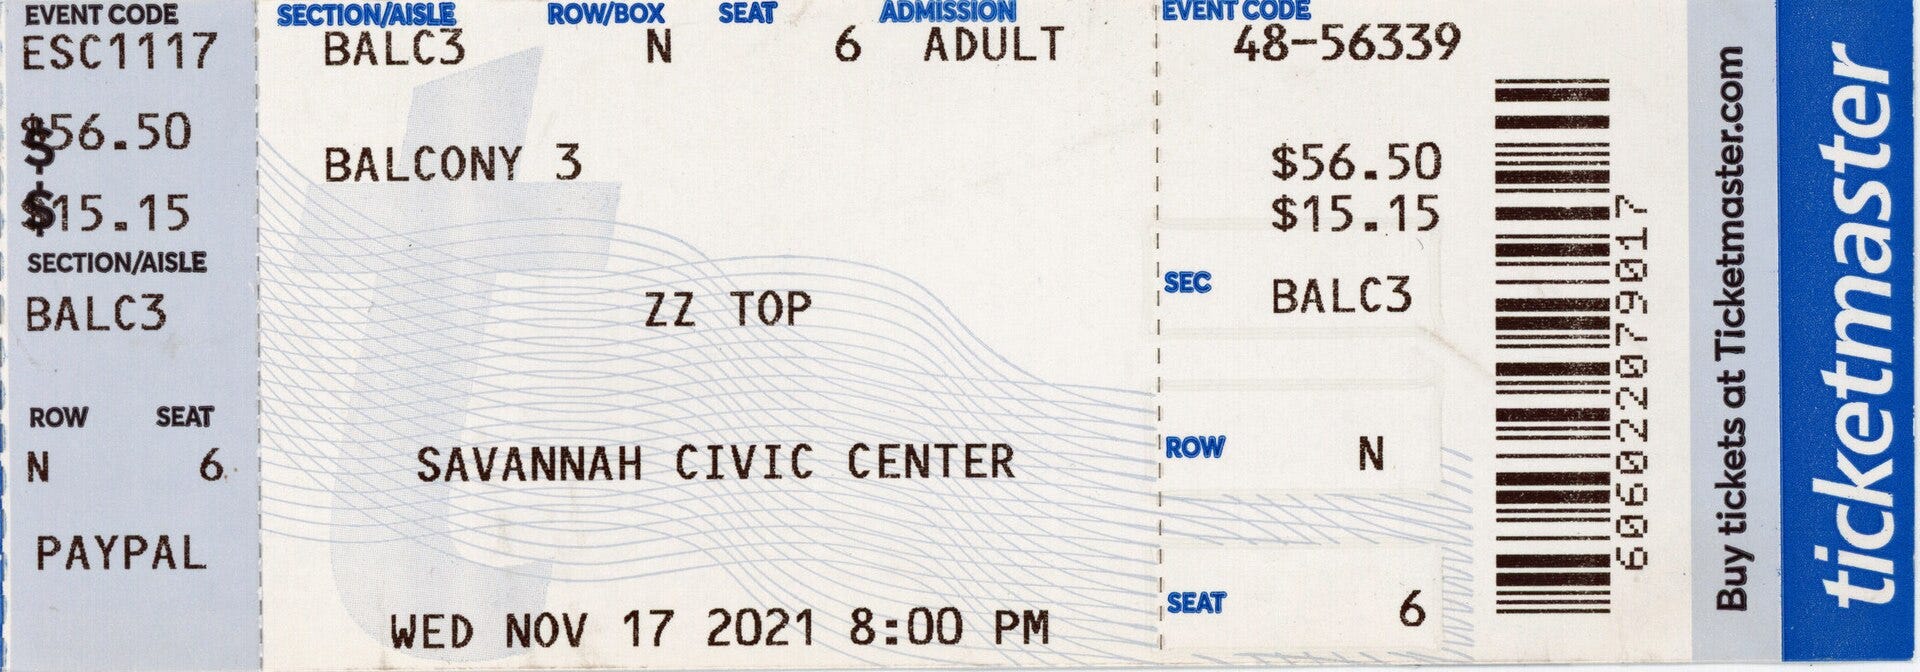 EVENT CODE
ESC1117
$56.50
$
$15.15
SECTION/AISLE
BALC3
ROW SEAT
N 6
PAYPAL
SECTION/AISLE ROW/BOX SEAT ADMISSION
BALC3 N 6 ADULT
BALCONY 3
ZZ TOP
SAVANNAH CIVIC CENTER
WED NOV 17 2021 8:00 PM
EVENT CODE
48-56339
$56.50
$15.15
SEC BALC3
ROW N
SEAT 6
606022079017
Buy tickets at Ticketmaster.com
ticketmaster